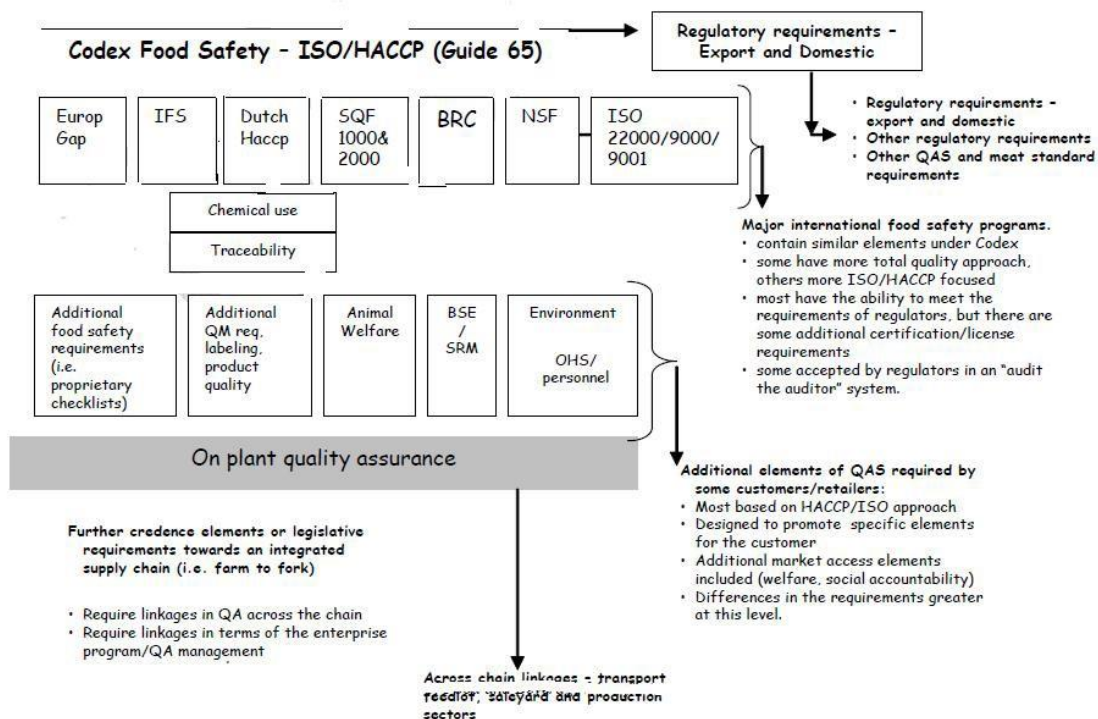 Codex Food Safety - ISO/HACCP (Guide 65)
Regulatory requirements –
Export and Domestic
• Regulatory requirements –
export and domestic
• Other regulatory requirements
• Other QAS and meat standard
requirements
Europ
Gap
IFS
Dutch
Haccp
SQF
1000&
2000
BRC
NSF
ISO
22000/9000/
9001
Chemical use
Traceability
Major international food safety programs.
• contain similar elements under Codex
• some have more total quality approach,
others more ISO/HACCP focused
• most have the ability to meet the
requirements of regulators, but there are
some additional certification/license
requirements
• some accepted by regulators in an “audit
the auditor” system.
Additional
food safety
requirements
(i.e.
proprietary
checklists)
Additional
QM req,
labeling,
product
quality
Animal
Welfare
BSE
/
SRM
Environment
OHS/
personnel
On plant quality assurance
Additional elements of QAS required by
some customers/retailers:
• Most based on HACCP/ISO approach
• Designed to promote specific elements
for the customer
• Additional market access elements
included (welfare, social accountability)
• Differences in the requirements greater
at this level.
Further credence elements or legislative
requirements towards an integrated
supply chain (i.e. farm to fork)
• Require linkages in QA across the chain
• Require linkages in terms of the enterprise
program/QA management
Across chain linkages – transport
feedlot, saleyard and production
sectors